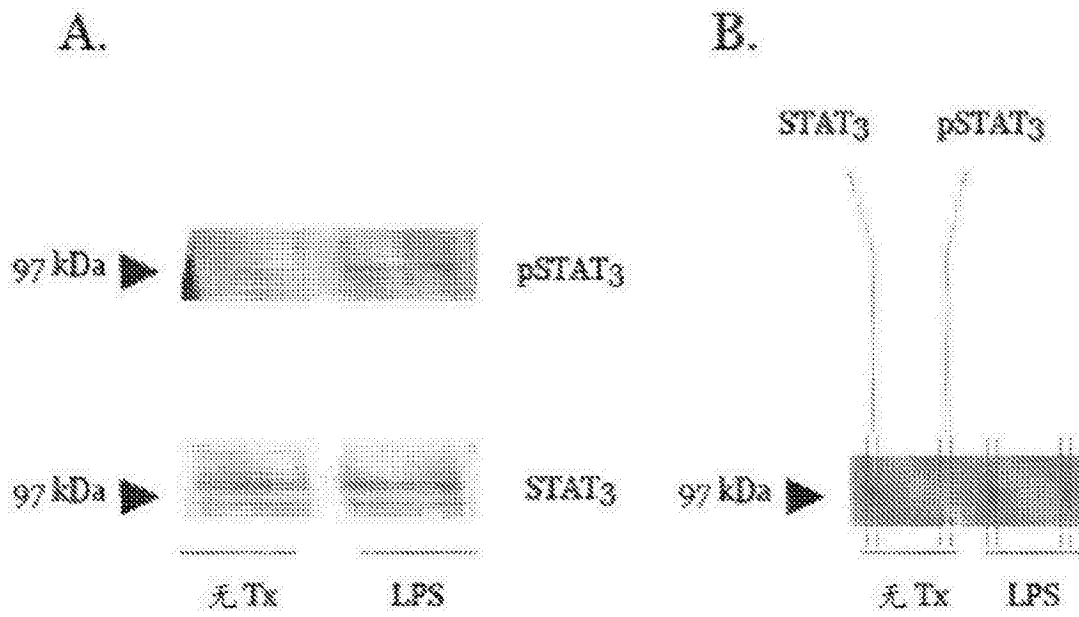 A.
B.
STAT3
pSTAT3
97 kDa
pSTAT3
97 kDa
STAT3
97 kDa
无 Tx
LPS
无 Tx
LPS